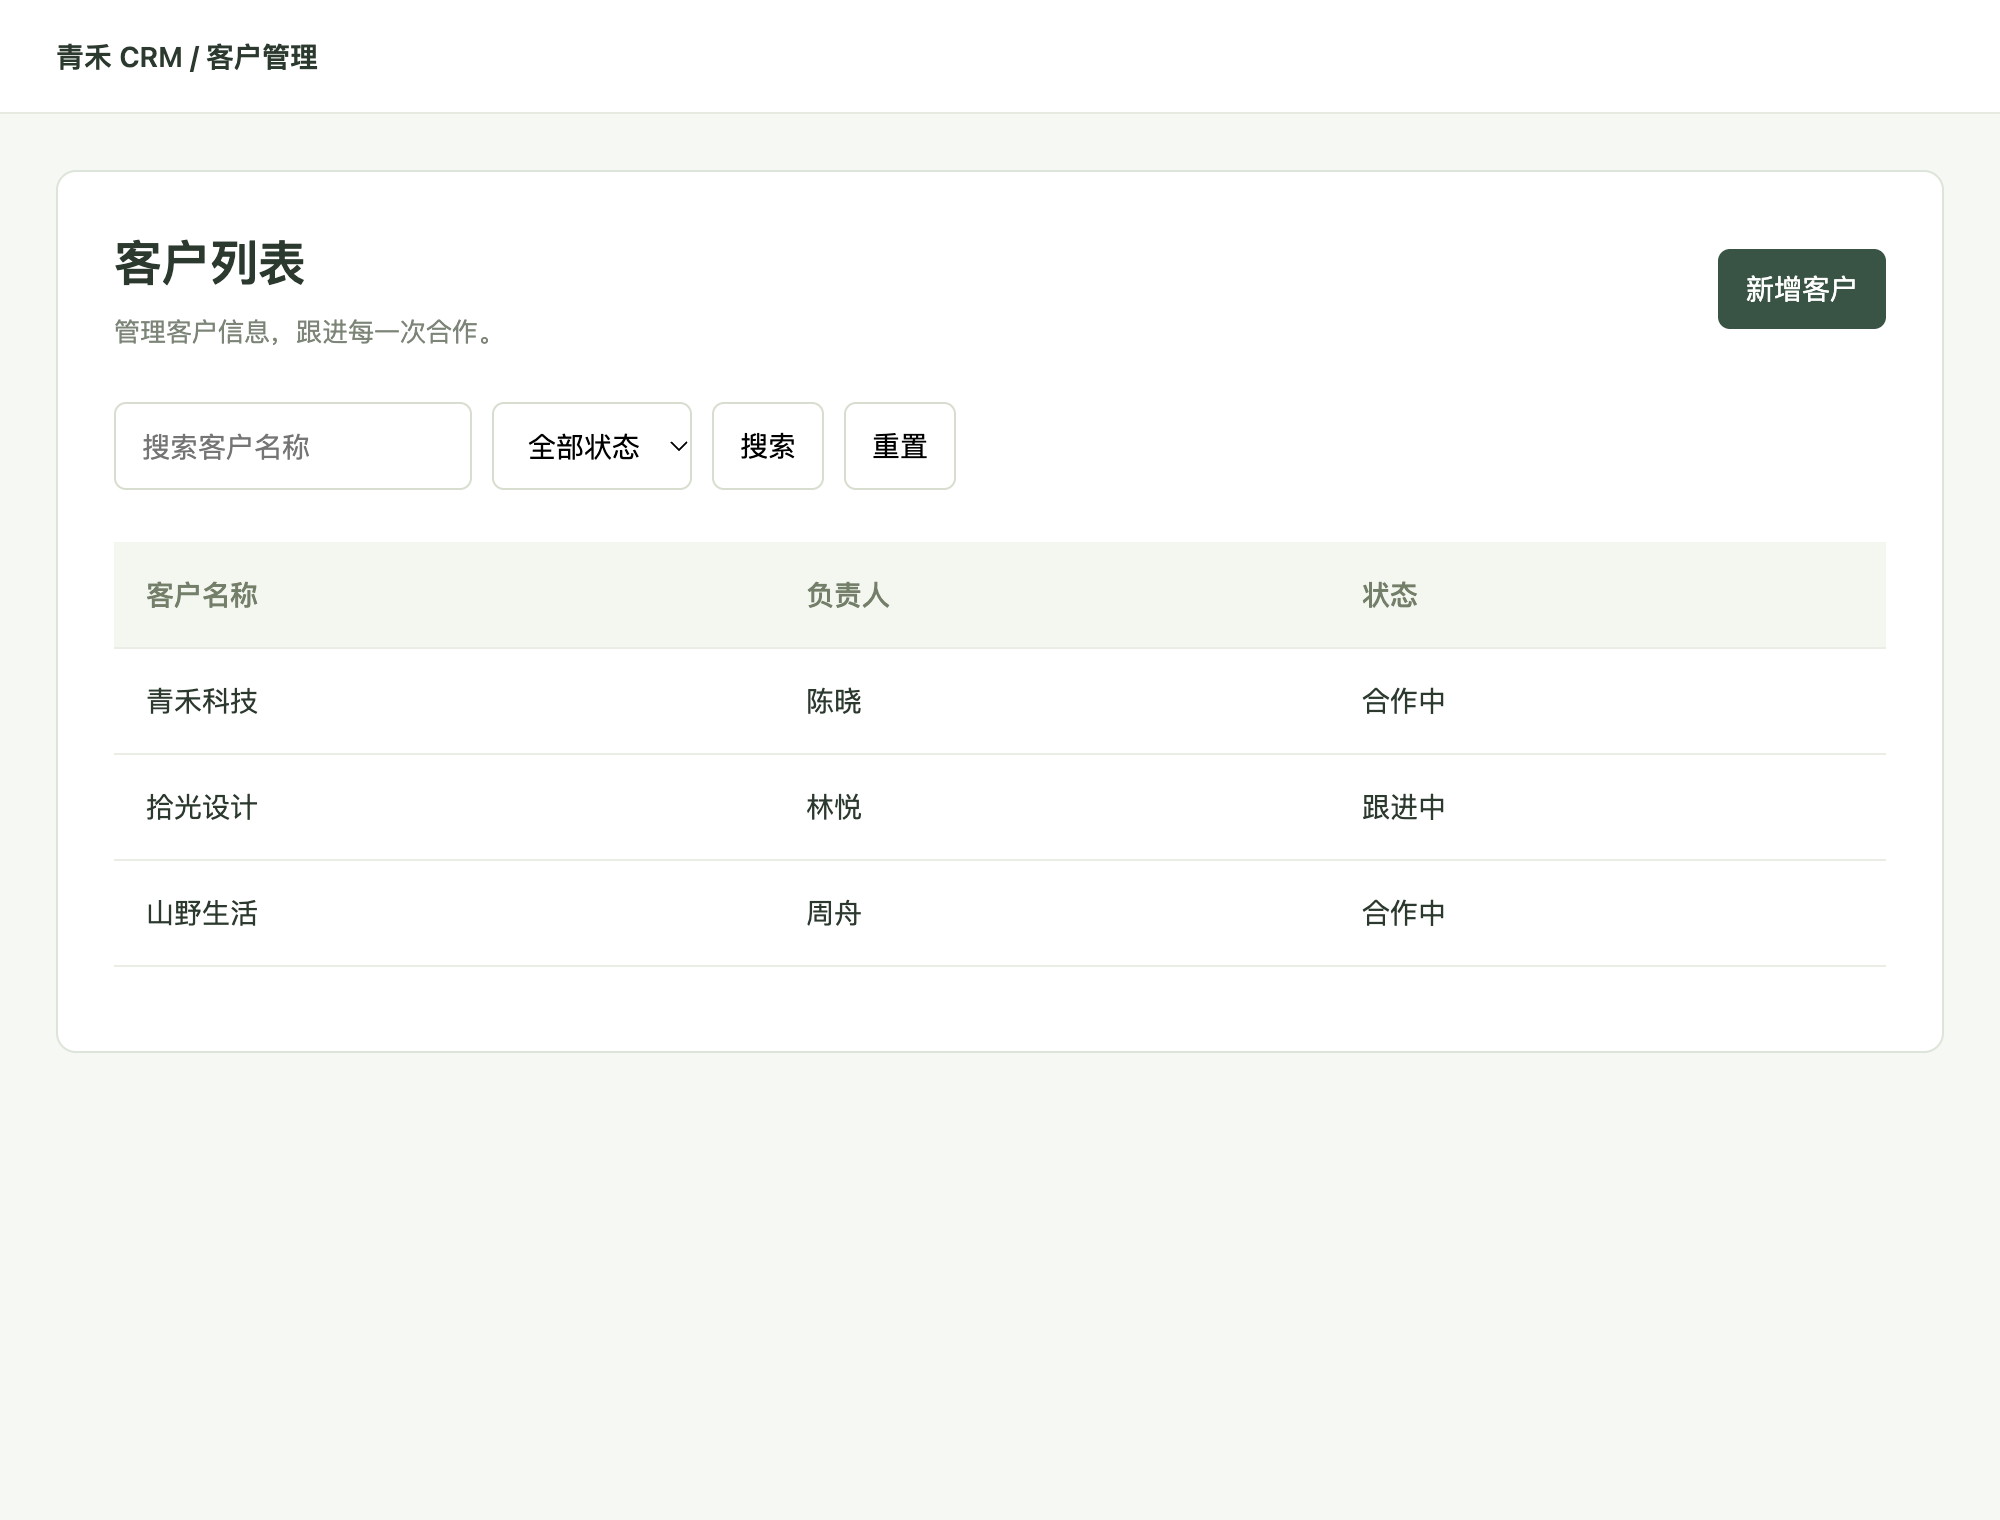 青禾 CRM / 客户管理
客户列表
管理客户信息，跟进每一次合作。
新增客户
搜索客户名称 全部状态 搜索 重置
客户名称 负责人 状态
青禾科技 陈晓 合作中
拾光设计 林悦 跟进中
山野生活 周舟 合作中